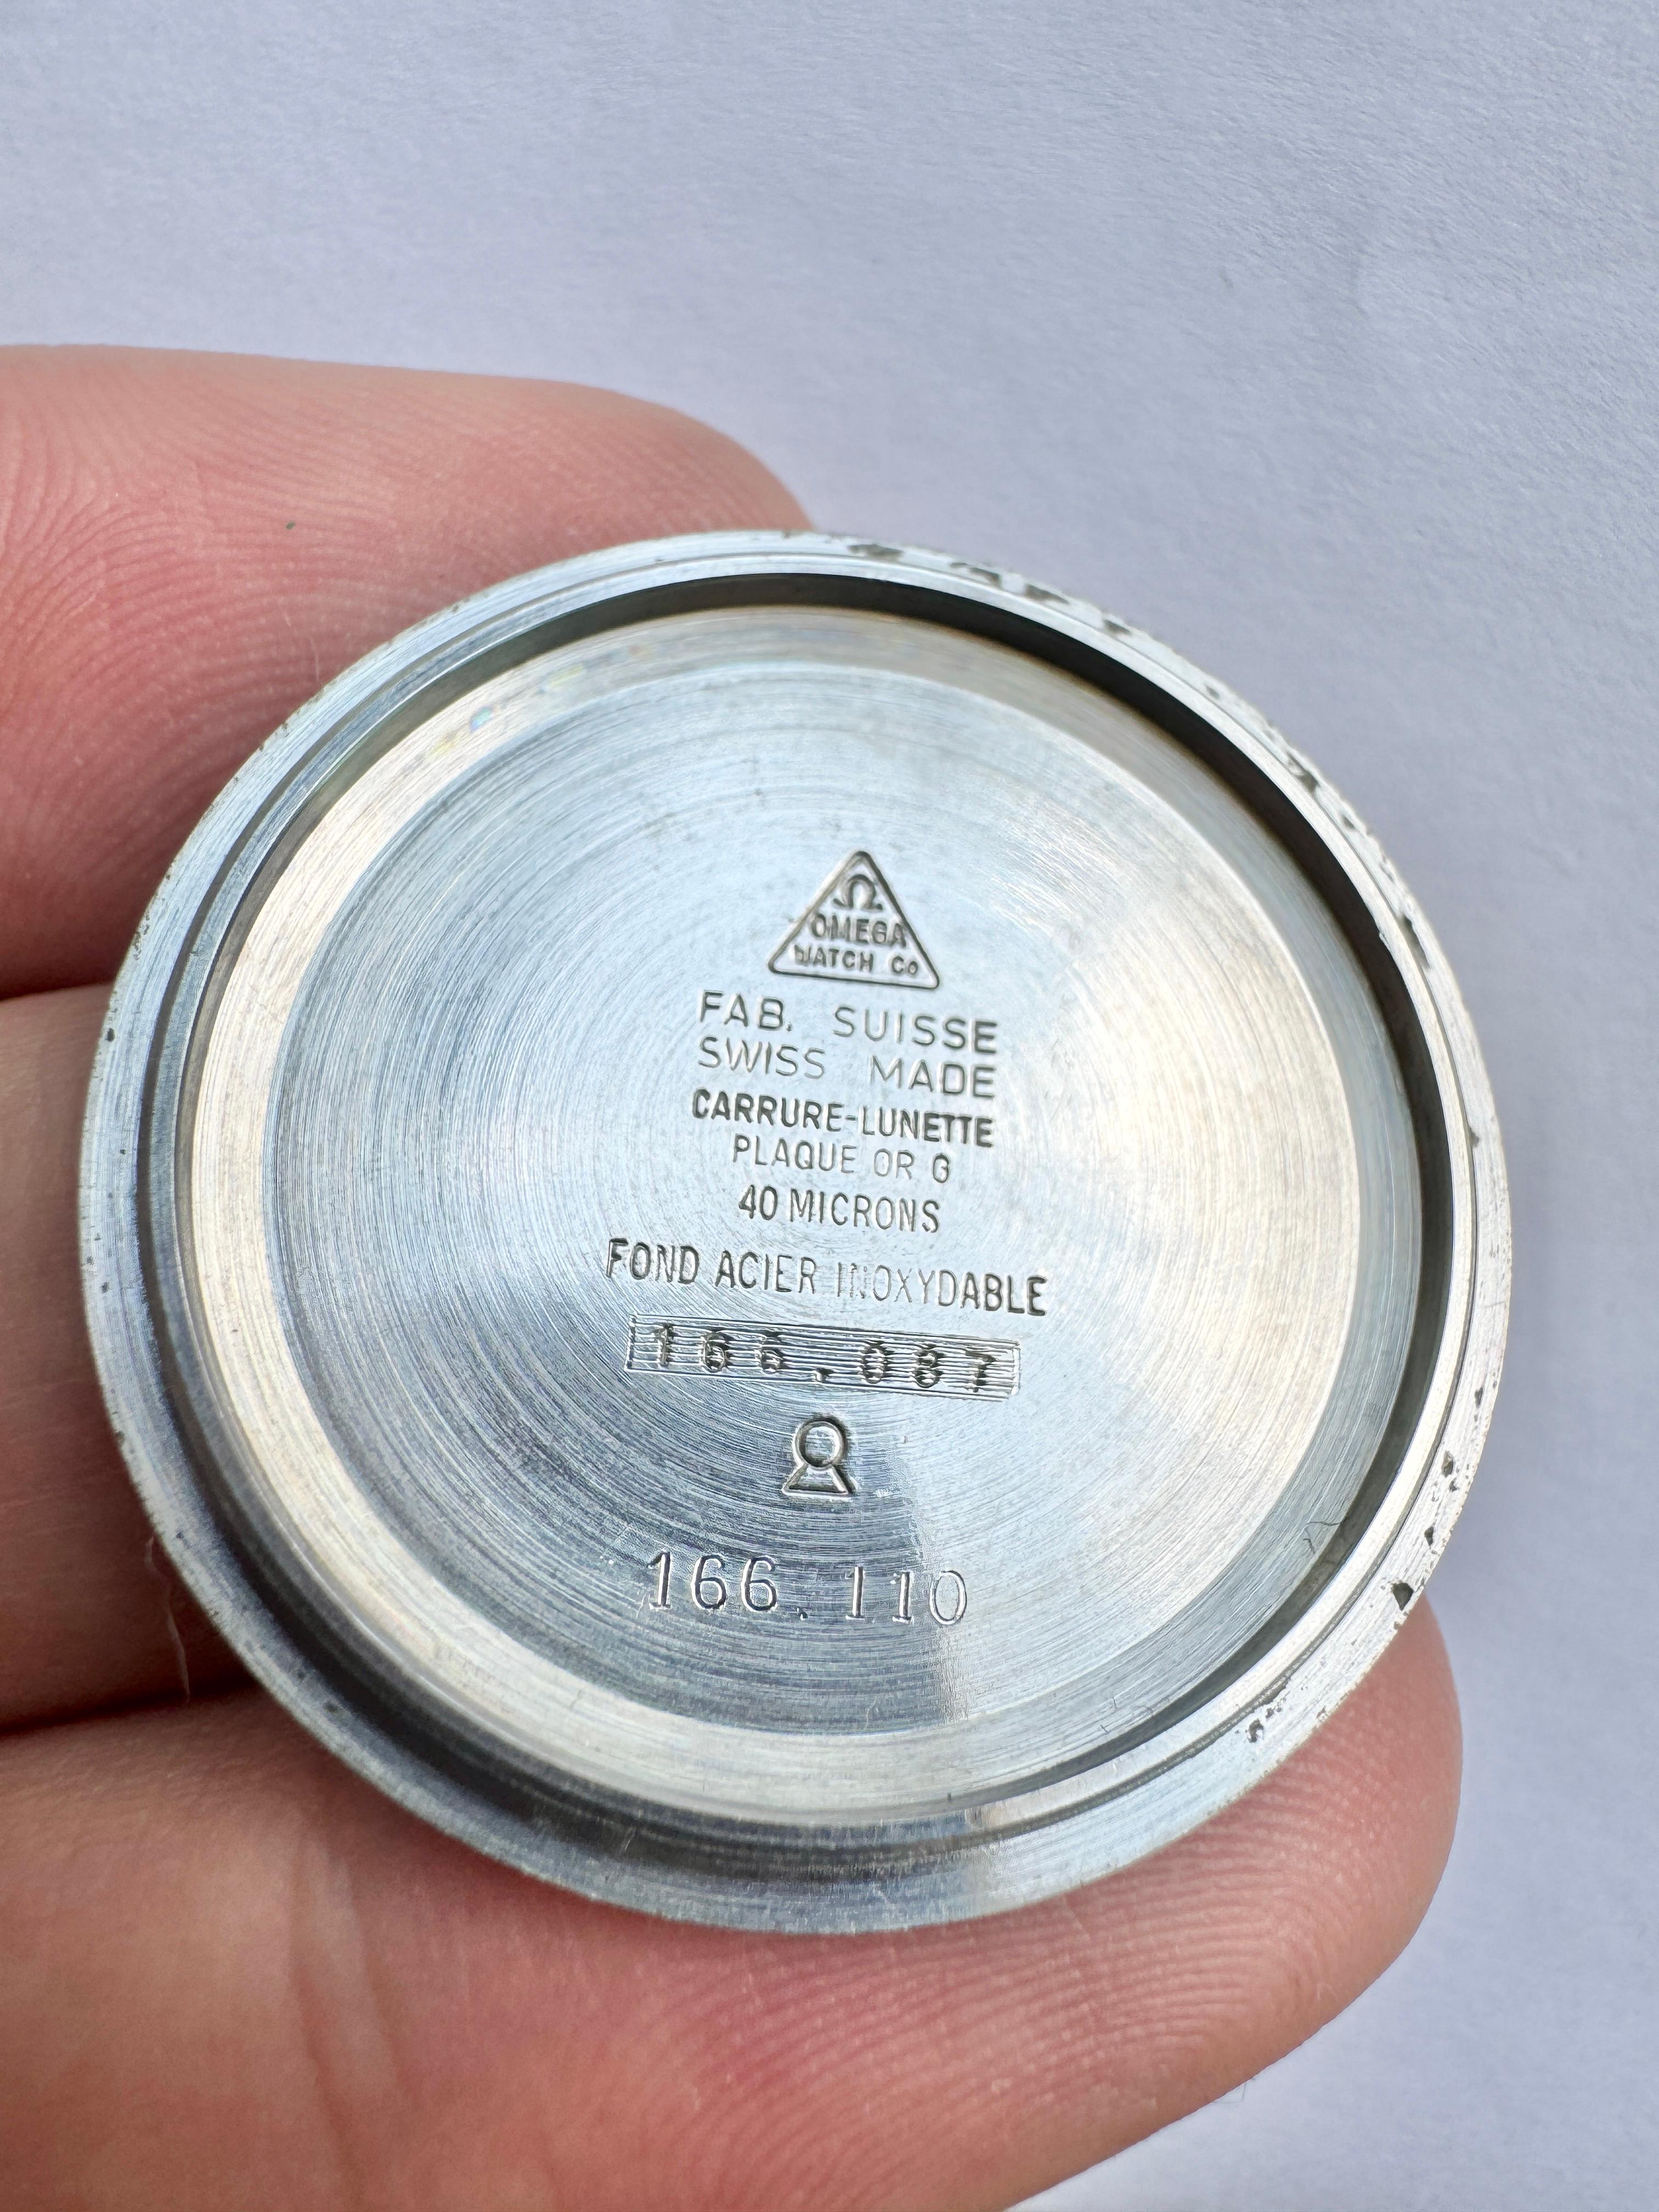 Ω
OMEGA
WATCH Co
FAB. SUISSE
SWISS MADE
CARRURE-LUNETTE
PLAQUE OR G
40 MICRONS
FOND ACIER INOXYDABLE
166.087
166.110